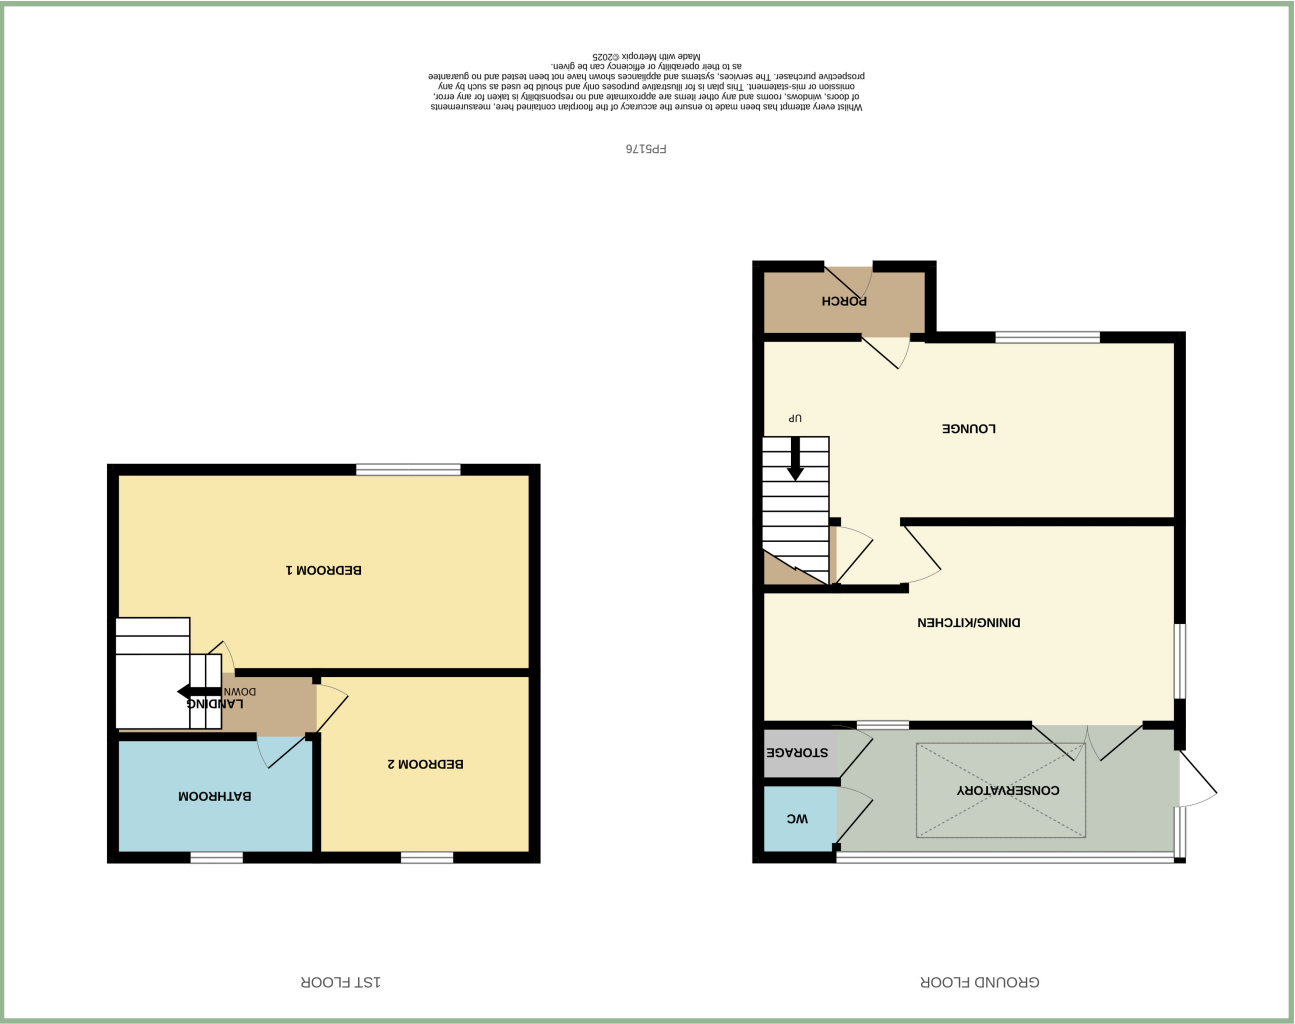 GROUND FLOOR
1ST FLOOR
WC
CONSERVATORY
STORAGE
DINING/KITCHEN
LOUNGE
UP
PORCH
BATHROOM
BEDROOM 2
LANDING
DOWN
BEDROOM 1
FP5176
Whilst every attempt has been made to ensure the accuracy of the floorplan contained here, measurements
of doors, windows, rooms and any other items are approximate and no responsibility is taken for any error,
omission or mis-statement. This plan is for illustrative purposes only and should be used as such by any
prospective purchaser. The services, systems and appliances shown have not been tested and no guarantee
as to their operability or efficiency can be given.
Made with Metropix ©2025